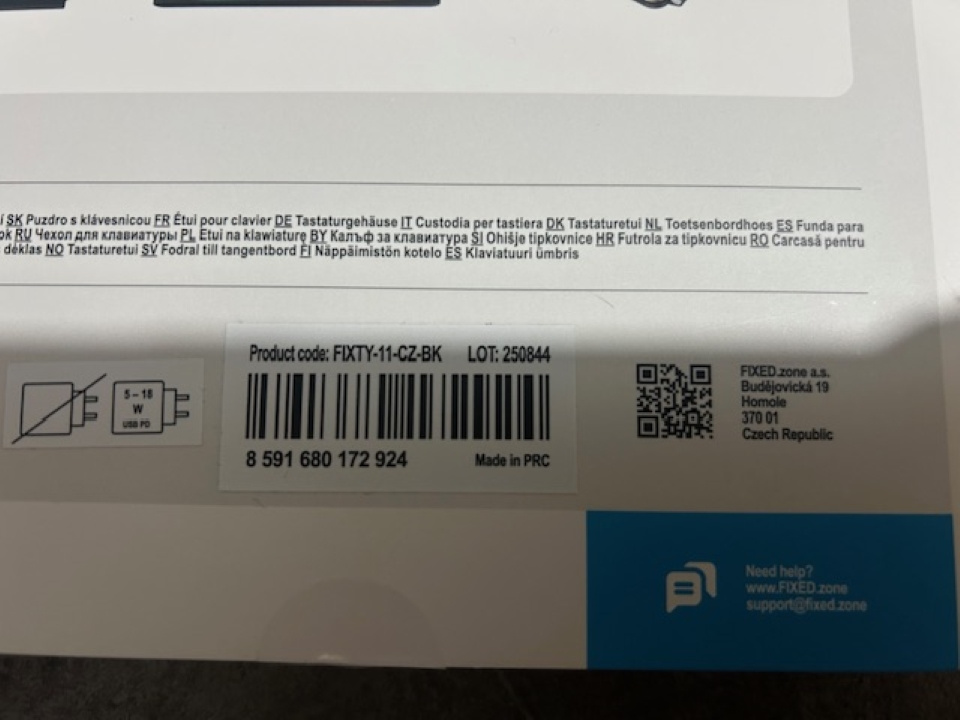 í SK Puzdro s klávesnicou FR Étui pour clavier DE Tastaturgehäuse IT Custodia per tastiera DK Tastaturetui NL Toetsenbordhoes ES Funda para
ok RU Чехол для клавиатуры PL Etui na klawiaturę BY Калъф за клавиатура SI Ohišje tipkovnice HR Futrola za tipkovnicu RO Carcasă pentru
dėklas NO Tastaturetui SV Fodral till tangentbord FI Näppäimistön kotelo ES Klaviatuuri ümbris
Product code: FIXTY-11-CZ-BK LOT: 250844
5 – 18
W
USB PD
8 591 680 172 924 Made in PRC
FIXED.zone a.s.
Budějovická 19
Homole
370 01
Czech Republic
Need help?
www.FIXED.zone
support@fixed.zone